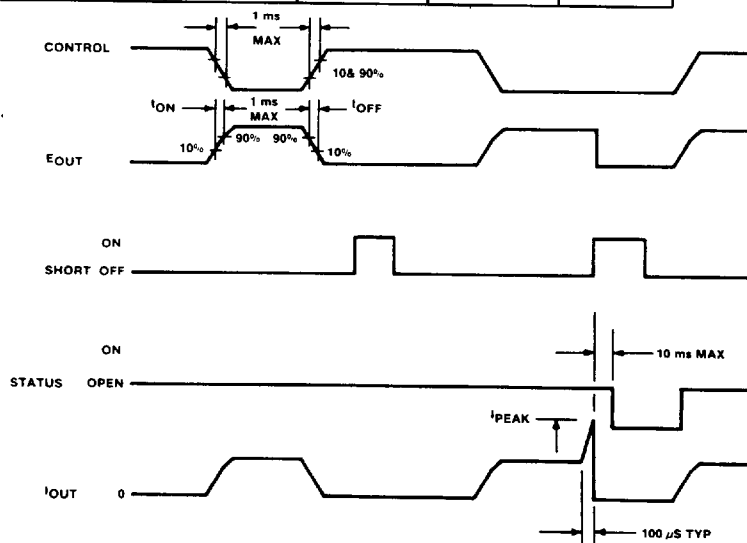 1 ms
MAX
CONTROL
10& 90%
tON
1 ms
MAX
tOFF
10%
90%
90%
10%
EOUT
ON
SHORT OFF
ON
10 ms MAX
STATUS OPEN
IPEAK
IOUT 0
100 µS TYP